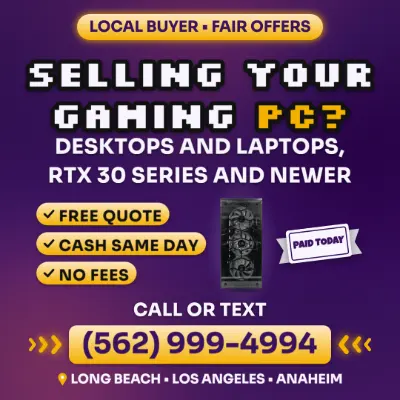 LOCAL BUYER • FAIR OFFERS
SELLING YOUR
GAMING PC?
DESKTOPS AND LAPTOPS,
RTX 30 SERIES AND NEWER
FREE QUOTE
CASH SAME DAY
NO FEES
PAID TODAY
CALL OR TEXT
(562) 999-4994
LONG BEACH • LOS ANGELES • ANAHEIM